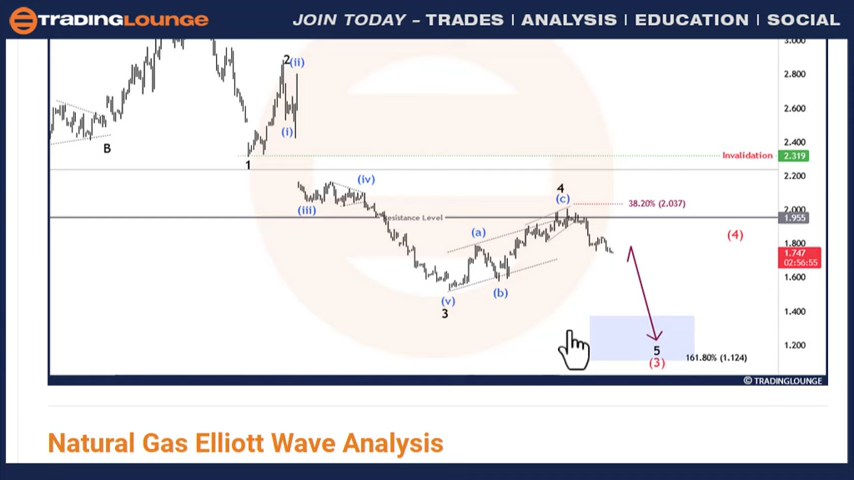 TRADINGLOUNGE
JOIN TODAY – TRADES | ANALYSIS | EDUCATION | SOCIAL
3.000
2
(ii)
2.800
2.600
(i)
2.400
B
1
Invalidation
2.319
2.200
(iv)
4
(c)
38.20% (2.037)
(iii)
2.000
esistance Level
1.955
(a)
(4)
1.800
1.747
02:56:55
1.600
(b)
(v)
3
1.400
1.200
5
(3)
161.80% (1.124)
© TRADINGLOUNGE
Natural Gas Elliott Wave Analysis